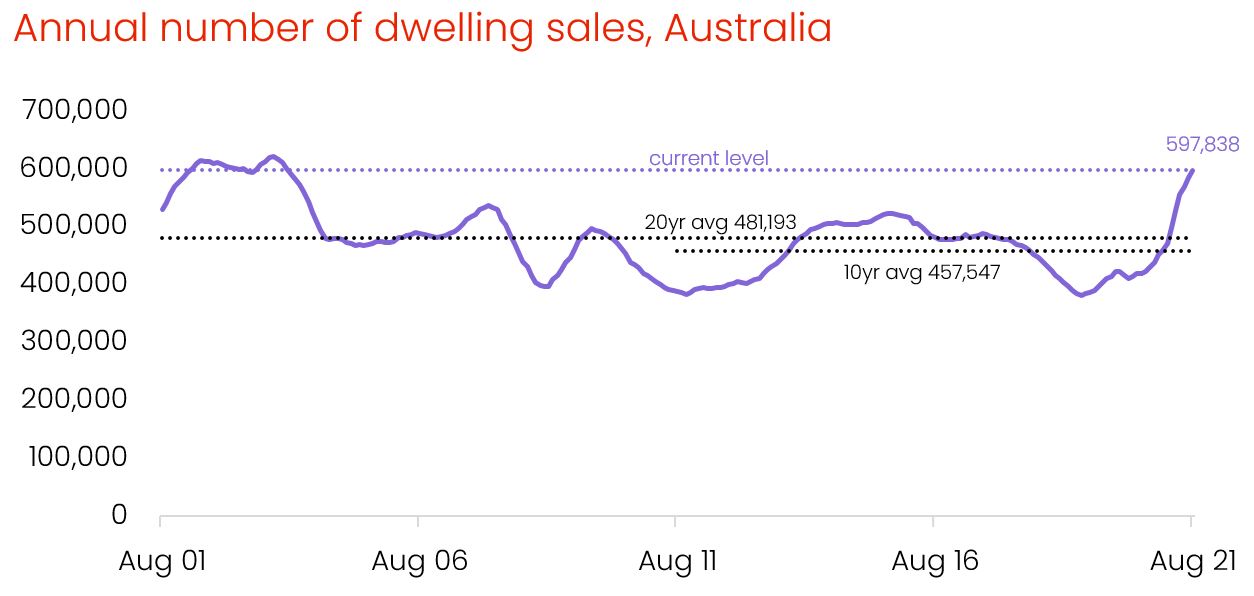 Annual number of dwelling sales, Australia
700,000
597,838
600,000
current level
500,000
20yr avg 481,193
10yr avg 457,547
400,000
300,000
200,000
100,000
0
Aug 01
Aug 06
Aug 11
Aug 16
Aug 21